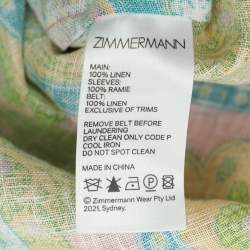 ZIMMERMANN
MAIN:
100% LINEN
SLEEVES:
100% RAMIE
BELT:
100% LINEN
EXCLUSIVE OF TRIMS
REMOVE BELT BEFORE
LAUNDERING
DRY CLEAN ONLY CODE P
COOL IRON
DO NOT SPOT CLEAN
MADE IN CHINA
© Zimmermann Wear Pty Ltd
2021, Sydney.